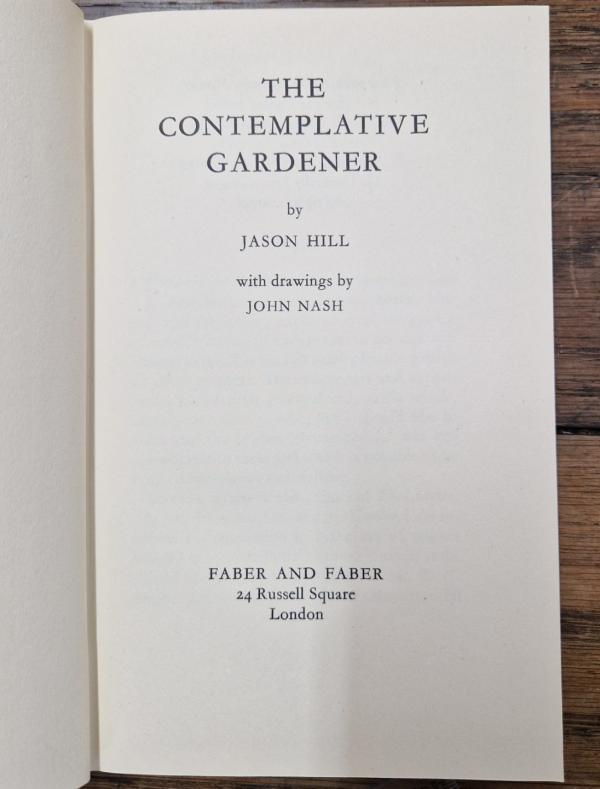 THE
CONTEMPLATIVE
GARDENER
by
JASON HILL
with drawings by
JOHN NASH
FABER AND FABER
24 Russell Square
London